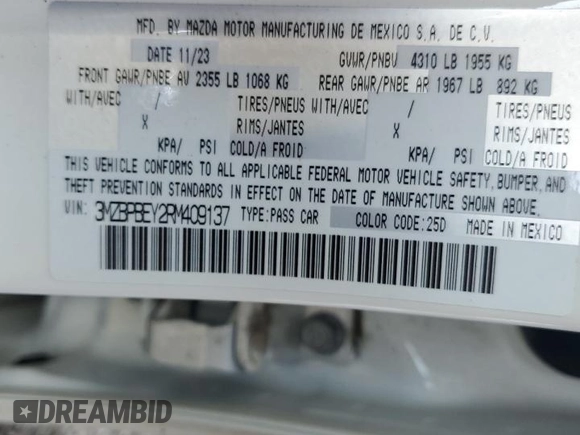 MFD. BY MAZDA MOTOR MANUFACTURING DE MEXICO S.A. DE C.V.
DATE 11/23 GVWR/PNBV 4310 LB 1955 KG
FRONT GAWR/PNBE AV 2355 LB 1068 KG REAR GAWR/PNBE AR 1967 LB 892 KG
WITH/AVEC / TIRES/PNEUS WITH/AVEC / TIRES/PNEUS
X RIMS/JANTES X RIMS/JANTES
KPA/ PSI COLD/A FROID KPA/ PSI COLD/A FROID
THIS VEHICLE CONFORMS TO ALL APPLICABLE FEDERAL MOTOR VEHICLE SAFETY, BUMPER, AND
THEFT PREVENTION STANDARDS IN EFFECT ON THE DATE OF MANUFACTURE SHOWN ABOVE.
VIN: 3MZBPBEY2RM409137 TYPE:PASS CAR COLOR CODE:25D MADE IN MEXICO
DREAMBID